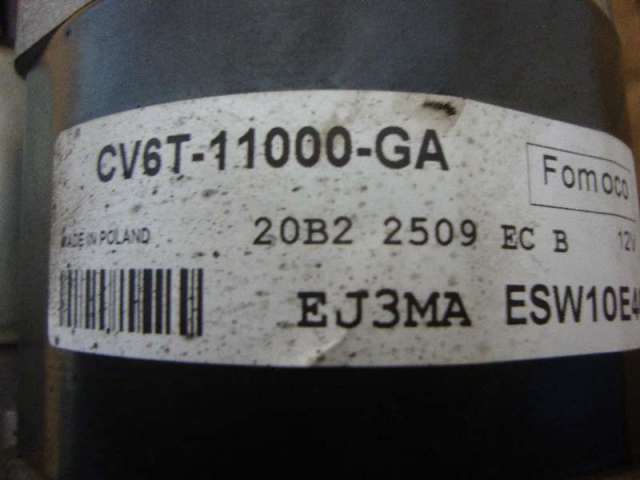 CV6T-11000-GA
Fomoco
MADE IN POLAND
20B2 2509 EC B 12V
EJ3MA ESW10E4